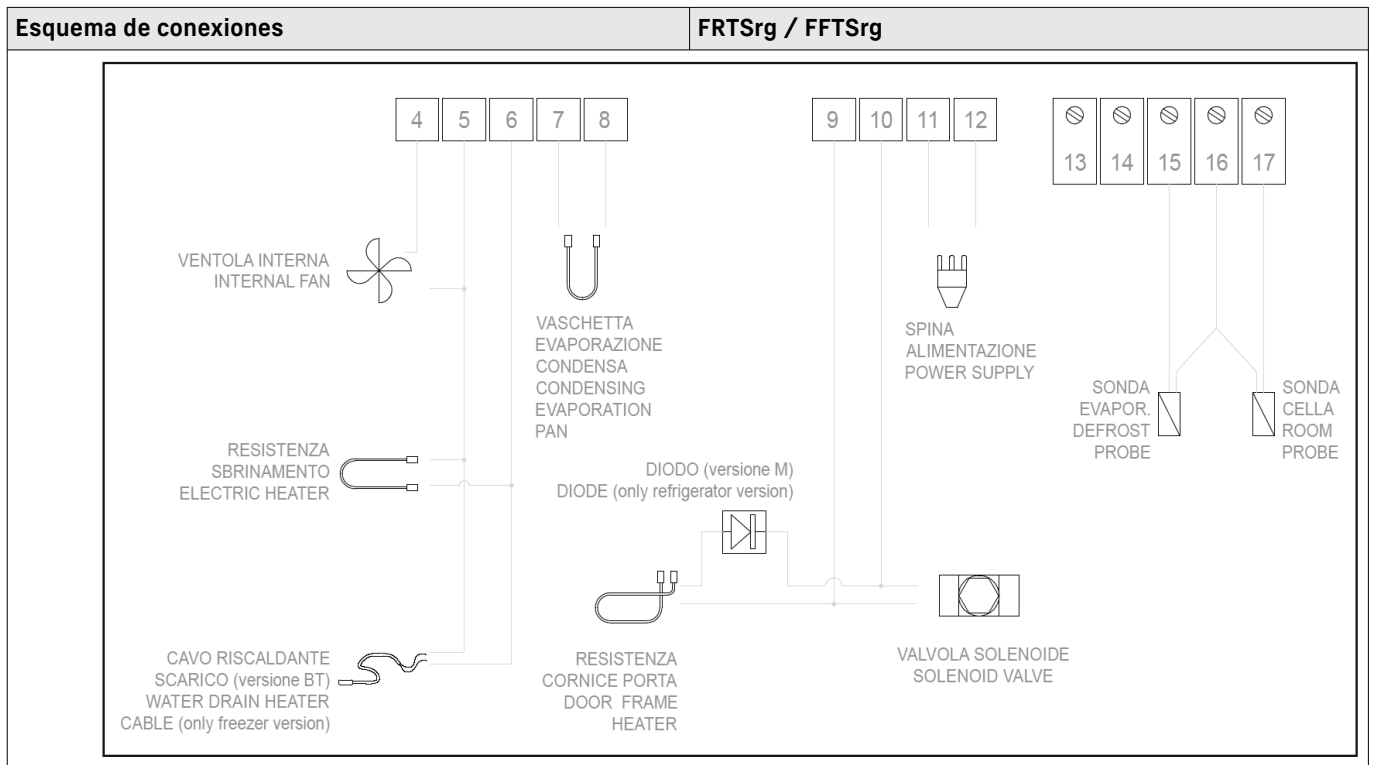 Esquema de conexiones
FRTSrg / FFTSrg
4 5 6 7 8
9 10 11 12
13 14 15 16 17
VENTOLA INTERNA
INTERNAL FAN
VASCHETTA
EVAPORAZIONE
CONDENSA
CONDENSING
EVAPORATION
PAN
SPINA
ALIMENTAZIONE
POWER SUPPLY
SONDA
EVAPOR.
DEFROST
PROBE
SONDA
CELLA
ROOM
PROBE
RESISTENZA
SBRINAMENTO
ELECTRIC HEATER
DIODO (versione M)
DIODE (only refrigerator version)
CAVO RISCALDANTE
SCARICO (versione BT)
WATER DRAIN HEATER
CABLE (only freezer version)
RESISTENZA
CORNICE PORTA
DOOR FRAME
HEATER
VALVOLA SOLENOIDE
SOLENOID VALVE